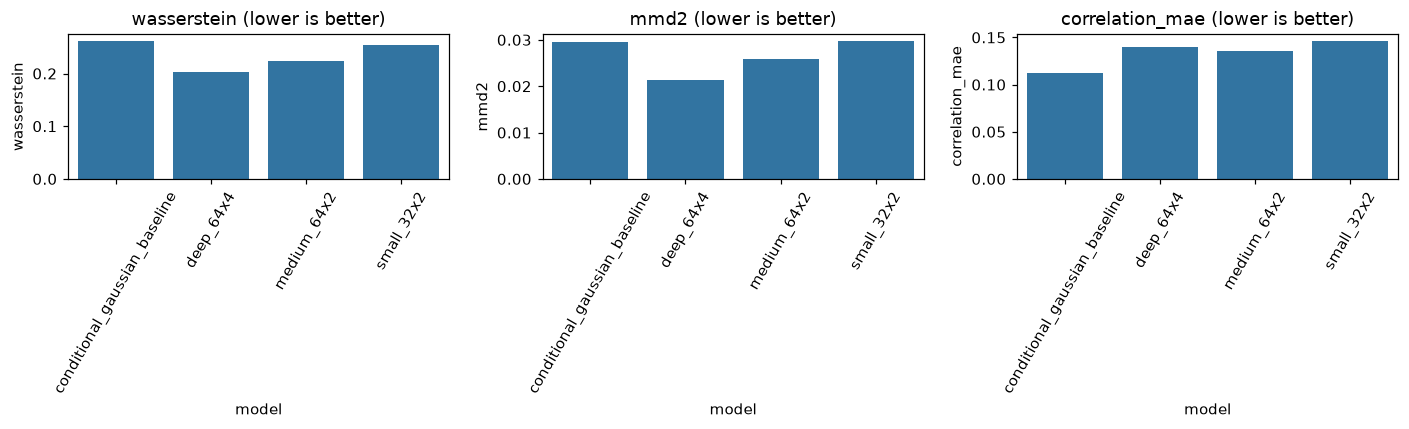 wasserstein (lower is better)
wasserstein
0.2
0.1
0.0
conditional_gaussian_baseline
deep_64x4
medium_64x2
small_32x2
model
mmd2 (lower is better)
mmd2
0.03
0.02
0.01
0.00
conditional_gaussian_baseline
deep_64x4
medium_64x2
small_32x2
model
correlation_mae (lower is better)
correlation_mae
0.15
0.10
0.05
0.00
conditional_gaussian_baseline
deep_64x4
medium_64x2
small_32x2
model